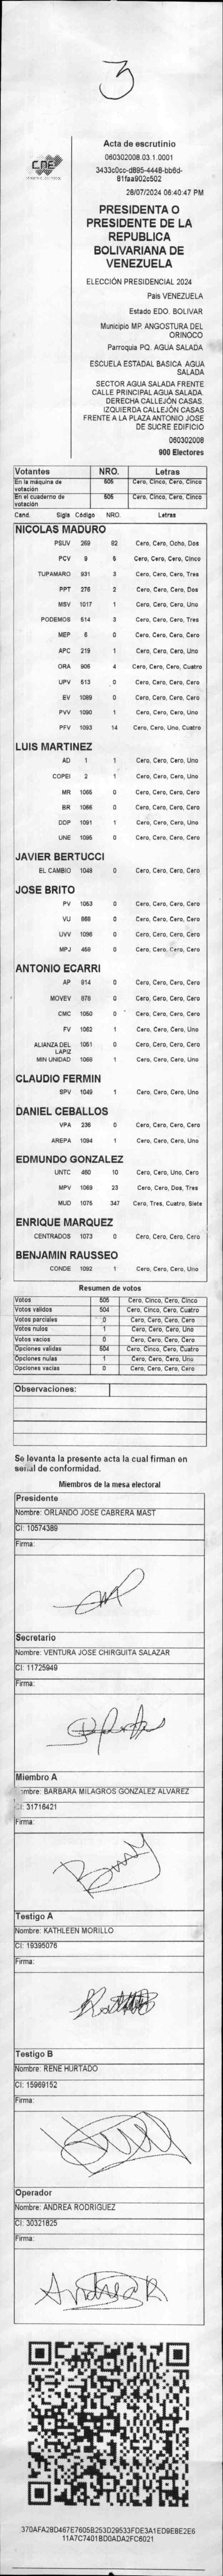 3
CNE
Acta de escrutinio
060302008.03.1.0001
3433c0cc-d895-4448-bb6d-
81faa902c502
28/07/2024 06:40:47 PM
PRESIDENTA O
PRESIDENTE DE LA
REPUBLICA
BOLIVARIANA DE
VENEZUELA
ELECCIÓN PRESIDENCIAL 2024
Pais VENEZUELA
Estado EDO. BOLIVAR
Municipio MP. ANGOSTURA DEL
ORINOCO
Parroquia PQ. AGUA SALADA
ESCUELA ESTADAL BASICA AGUA
SALADA
SECTOR AGUA SALADA FRENTE
CALLE PRINCIPAL AGUA SALADA.
DERECHA CALLEJÓN CASAS.
IZQUIERDA CALLEJÓN CASAS
FRENTE A LA PLAZA ANTONIO JOSE
DE SUCRE EDIFICIO
060302008
900 Electores
Votantes NRO. Letras
En la máquina de votación 505 Cero, Cinco, Cero, Cinco
En el cuaderno de votación 505 Cero, Cinco, Cero, Cinco
Cand. Sigla Código NRO. Letras
NICOLAS MADURO
PSUV 269 82 Cero, Cero, Ocho, Dos
PCV 9 5 Cero, Cero, Cero, Cinco
TUPAMARO 931 3 Cero, Cero, Cero, Tres
PPT 276 2 Cero, Cero, Cero, Dos
MSV 1017 1 Cero, Cero, Cero, Uno
PODEMOS 514 3 Cero, Cero, Cero, Tres
MEP 6 0 Cero, Cero, Cero, Cero
APC 219 1 Cero, Cero, Cero, Uno
ORA 906 4 Cero, Cero, Cero, Cuatro
UPV 513 0 Cero, Cero, Cero, Cero
EV 1089 0 Cero, Cero, Cero, Cero
PVV 1090 1 Cero, Cero, Cero, Uno
PFV 1093 14 Cero, Cero, Uno, Cuatro
LUIS MARTINEZ
AD 1 1 Cero, Cero, Cero, Uno
COPEI 2 1 Cero, Cero, Cero, Uno
MR 1065 0 Cero, Cero, Cero, Cero
BR 1066 0 Cero, Cero, Cero, Cero
DDP 1091 1 Cero, Cero, Cero, Uno
UNE 1095 0 Cero, Cero, Cero, Cero
JAVIER BERTUCCI
EL CAMBIO 1048 0 Cero, Cero, Cero, Cero
JOSE BRITO
PV 1053 0 Cero, Cero, Cero, Cero
VU 868 0 Cero, Cero, Cero, Cero
UVV 1096 0 Cero, Cero, Cero, Cero
MPJ 459 0 Cero, Cero, Cero, Cero
ANTONIO ECARRI
AP 814 0 Cero, Cero, Cero, Cero
MOVEV 878 0 Cero, Cero, Cero, Cero
CMC 1050 0 Cero, Cero, Cero, Cero
FV 1052 1 Cero, Cero, Cero, Uno
ALIANZA DEL LAPIZ 1051 0 Cero, Cero, Cero, Cero
MIN UNIDAD 1068 1 Cero, Cero, Cero, Uno
CLAUDIO FERMIN
SPV 1049 1 Cero, Cero, Cero, Uno
DANIEL CEBALLOS
VPA 236 0 Cero, Cero, Cero, Cero
AREPA 1094 1 Cero, Cero, Cero, Uno
EDMUNDO GONZALEZ
UNTC 460 10 Cero, Cero, Uno, Cero
MPV 1069 23 Cero, Cero, Dos, Tres
MUD 1075 347 Cero, Tres, Cuatro, Siete
ENRIQUE MARQUEZ
CENTRADOS 1073 0 Cero, Cero, Cero, Cero
BENJAMIN RAUSSEO
CONDE 1092 1 Cero, Cero, Cero, Uno
Resumen de votos
Votos 505 Cero, Cinco, Cero, Cinco
Votos validos 504 Cero, Cinco, Cero, Cuatro
Votos parciales 0 Cero, Cero, Cero, Cero
Votos nulos 1 Cero, Cero, Cero, Uno
Votos vacios 0 Cero, Cero, Cero, Cero
Opciones validas 504 Cero, Cinco, Cero, Cuatro
Opciones nulas 1 Cero, Cero, Cero, Uno
Opciones vacias 0 Cero, Cero, Cero, Cero
Observaciones:
Se levanta la presente acta la cual firman en
señal de conformidad.
Miembros de la mesa electoral
Presidente
Nombre: ORLANDO JOSE CABRERA MAST
CI: 10574389
Firma:
Secretario
Nombre: VENTURA JOSE CHIRGUITA SALAZAR
CI: 11725949
Firma:
Miembro A
Nombre: BARBARA MILAGROS GONZALEZ ALVAREZ
CI: 31716421
Firma:
Testigo A
Nombre: KATHLEEN MORILLO
CI: 19395076
Firma:
Testigo B
Nombre: RENE HURTADO
CI: 15969152
Firma:
Operador
Nombre: ANDREA RODRIGUEZ
CI: 30321825
Firma:
Andrea R
370AFA28D467E7605B253D29533FDE3A1ED9E8E2E6
11A7C7401BD0ADA2FC6021